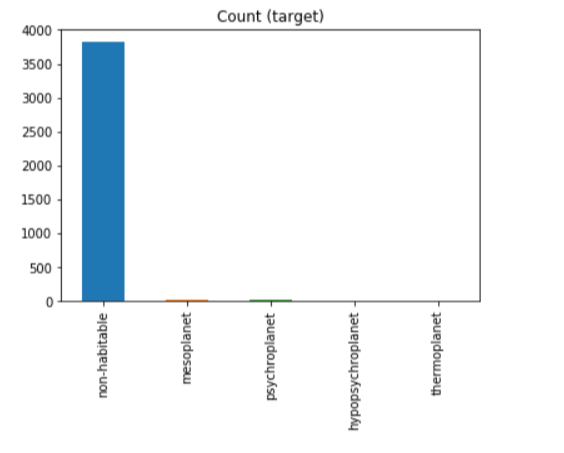 Count (target)
4000
3500
3000
2500
2000
1500
1000
500
0
non-habitable
mesoplanet
psychroplanet
hypopsychroplanet
thermoplanet